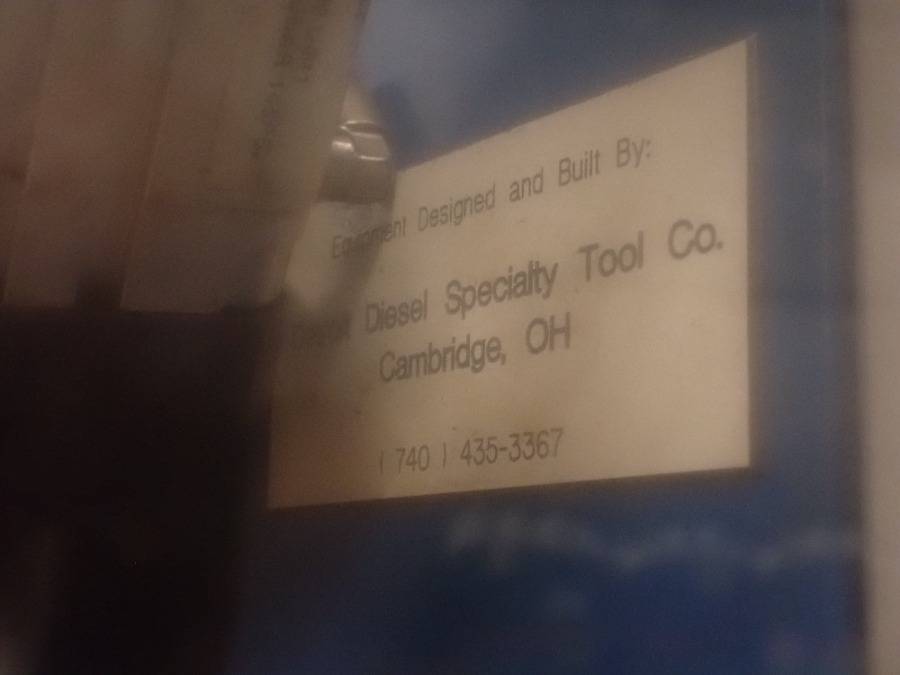 Equipment Designed and Built By:
Diesel Specialty Tool Co.
Cambridge, OH
( 740 ) 435-3367